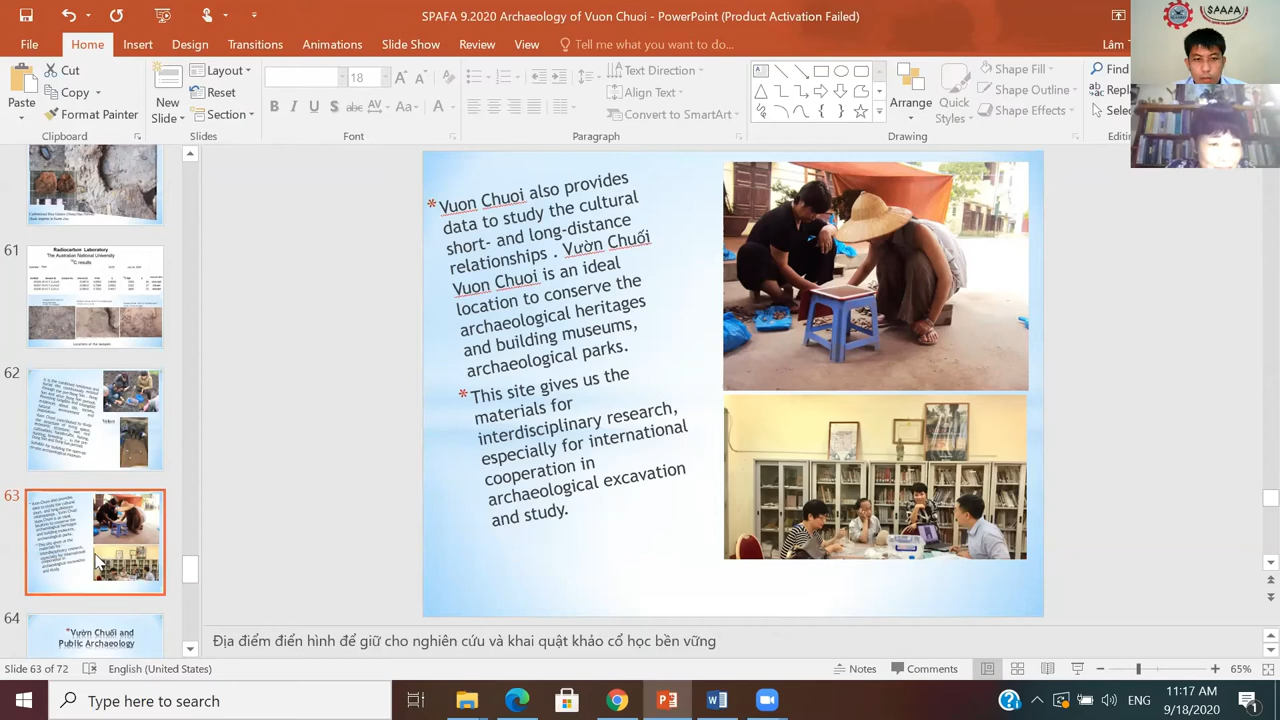 SPAFA 9.2020 Archaeology of Vuon Chuoi - PowerPoint (Product Activation Failed)
SPAFA
File Home Insert Design Transitions Animations Slide Show Review View Tell me what you want to do...
Paste
Cut
Copy
Format Painter
Clipboard
New Slide
Layout
Reset
Section
Slides
18
B I U S abc AV Aa A
Font
Text Direction
Align Text
Convert to SmartArt
Paragraph
Arrange
Quick Styles
Shape Fill
Shape Outline
Shape Effects
Drawing
61
Radiocarbon Laboratory
The Australian National University
14C results
62
63
64
*Vườn Chuối and
Public Archaeology
* Vuon Chuoi also provides
data to study the cultural
short- and long-distance
relationships . Vườn Chuối
Vuon Chuoi is an ideal
location to conserve the
archaeological heritages
and building museums,
archaeological parks.
* This site gives us the
materials for
interdisciplinary research,
especially for international
cooperation in
archaeological excavation
and study.
Địa điểm điển hình để giữ cho nghiên cứu và khai quật khảo cổ học bền vững
Slide 63 of 72 English (United States) Notes Comments 65%
Type here to search
ENG
11:17 AM
9/18/2020